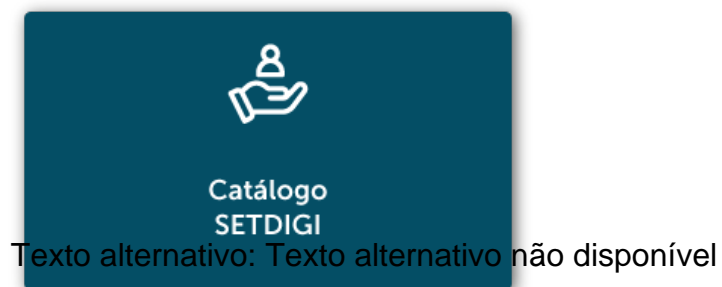 Catálogo
SETDIGI
Texto alternativo: Texto alternativo não disponível